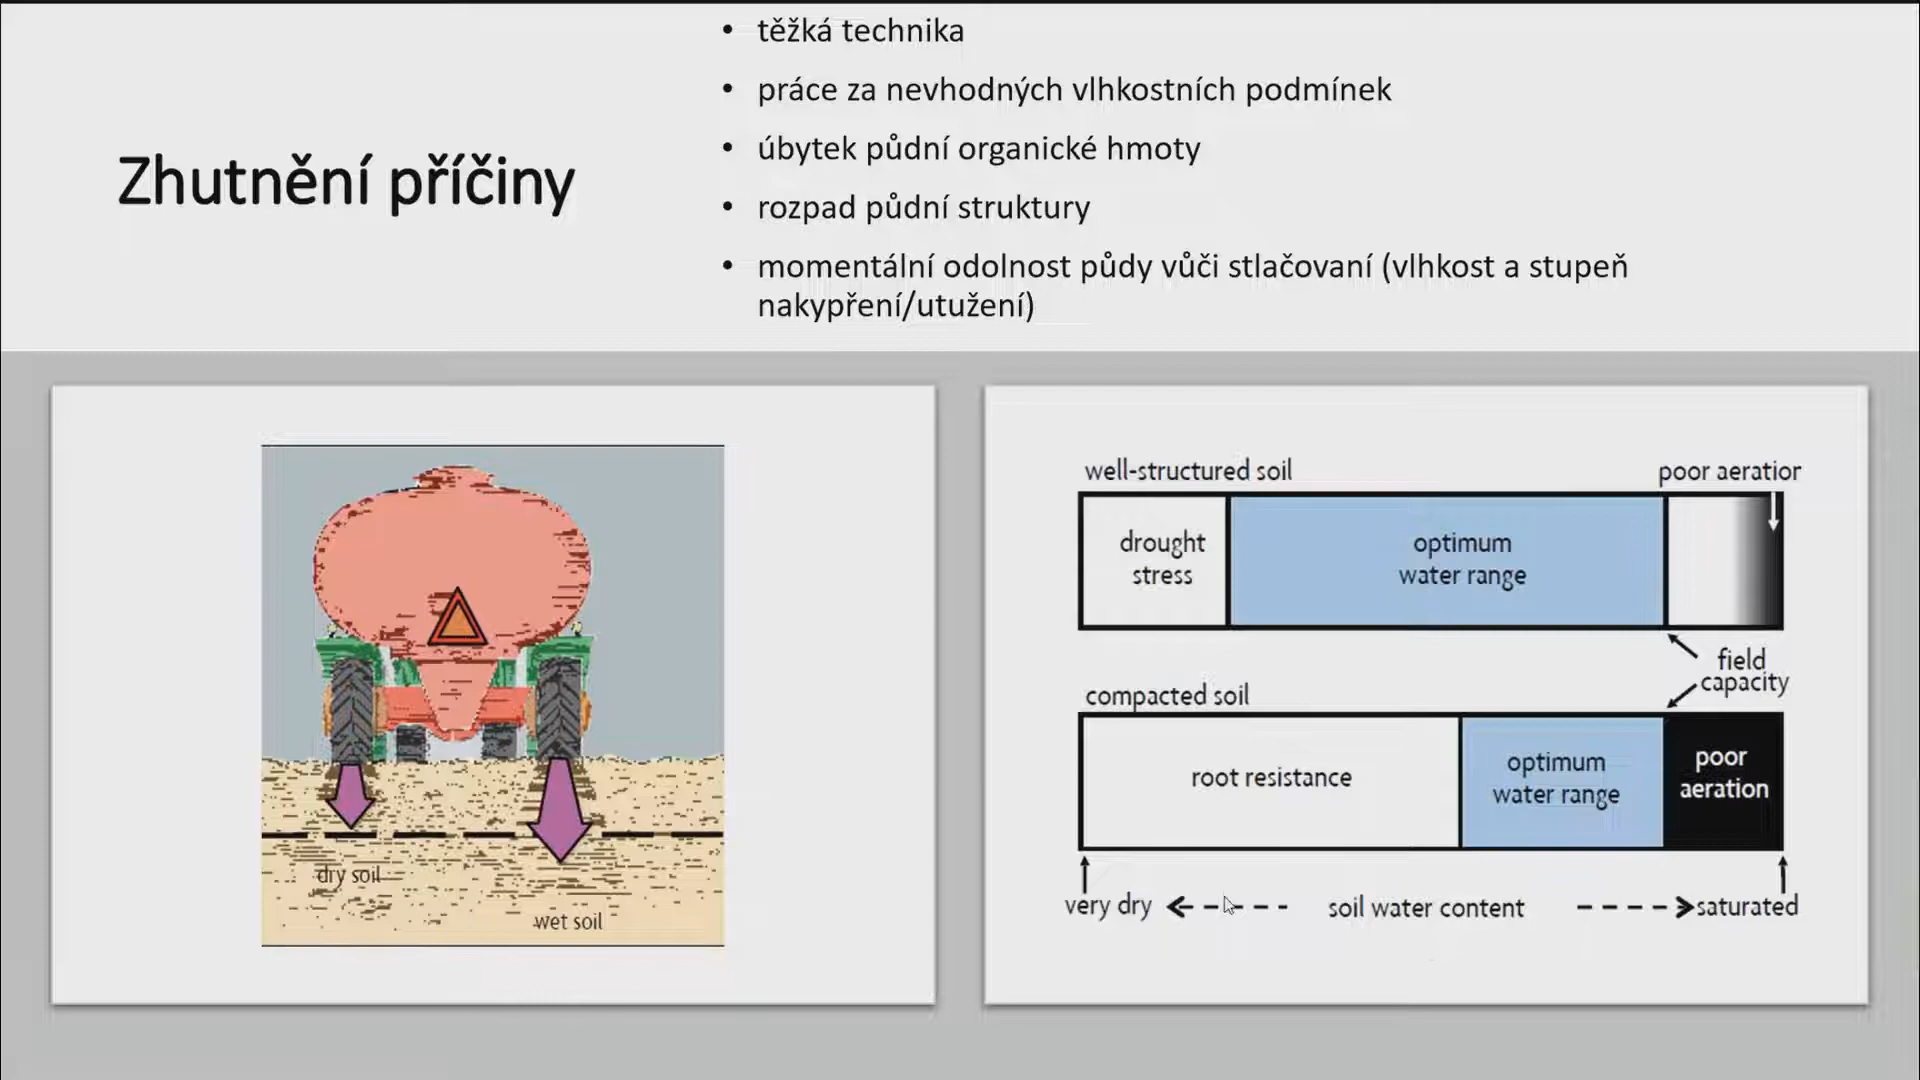 Zhutnění příčiny
• těžká technika
• práce za nevhodných vlhkostních podmínek
• úbytek půdní organické hmoty
• rozpad půdní struktury
• momentální odolnost půdy vůči stlačovaní (vlhkost a stupeň
nakypření/utužení)
dry soil
wet soil
well-structured soil
poor aeration
drought
stress
optimum
water range
field
capacity
compacted soil
root resistance
optimum
water range
poor
aeration
very dry
soil water content
saturated